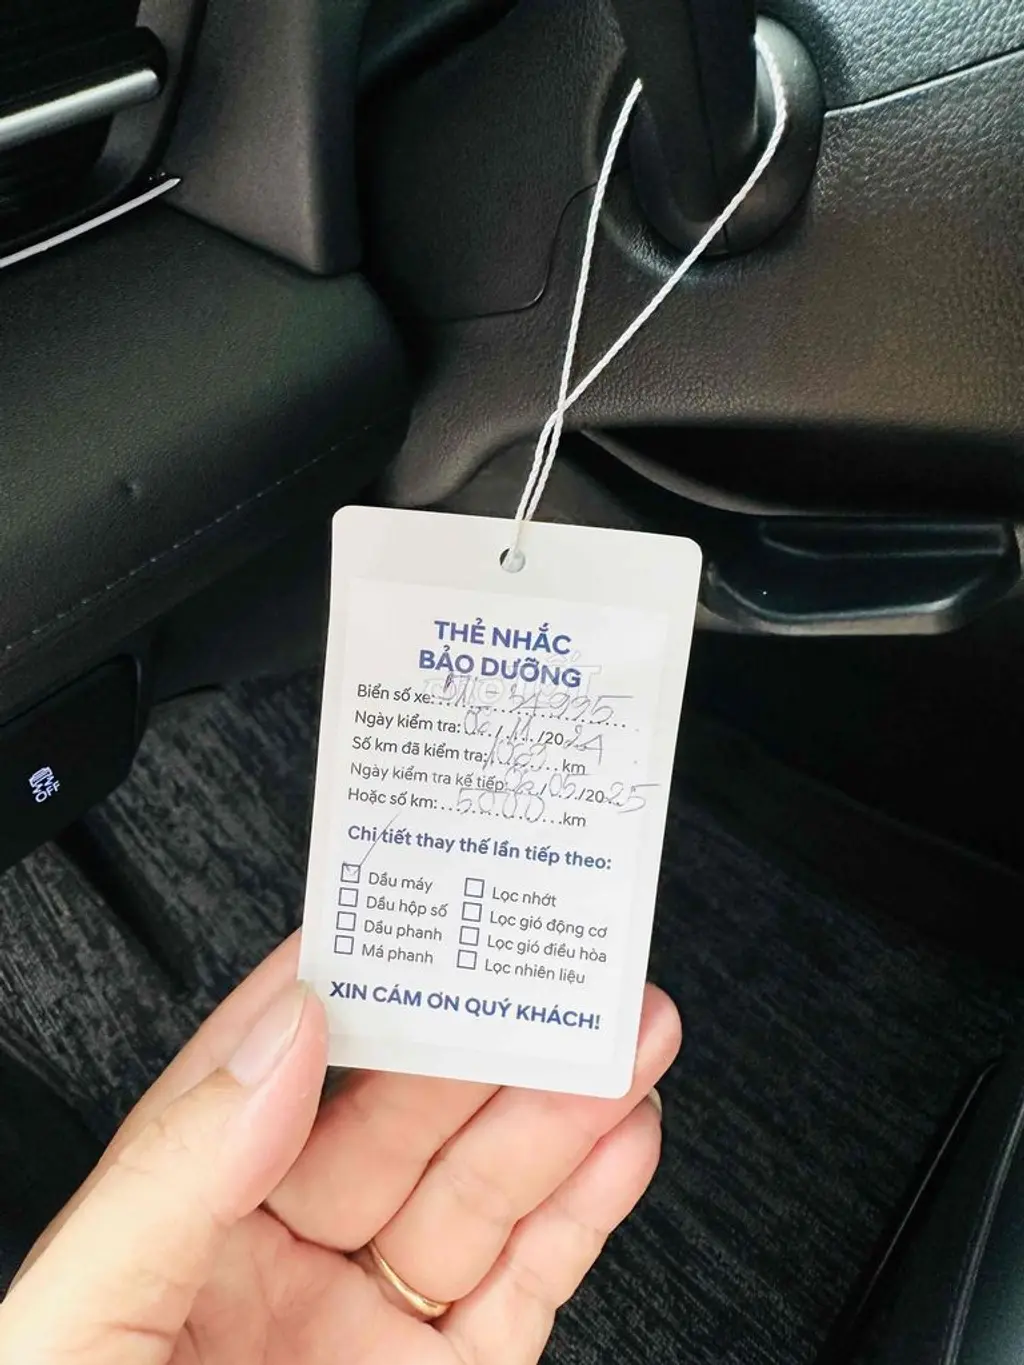 THẺ NHẮC
BẢO DƯỠNG
Biển số xe:
Ngày kiểm tra: 06/11/2024
Số km đã kiểm tra: km
Ngày kiểm tra kế tiếp: 06/05/2025
Hoặc số km: 5000 km
Chi tiết thay thế lần tiếp theo:
Dầu máy Lọc nhớt
Dầu hộp số Lọc gió động cơ
Dầu phanh Lọc gió điều hòa
Má phanh Lọc nhiên liệu
XIN CÁM ƠN QUÝ KHÁCH!